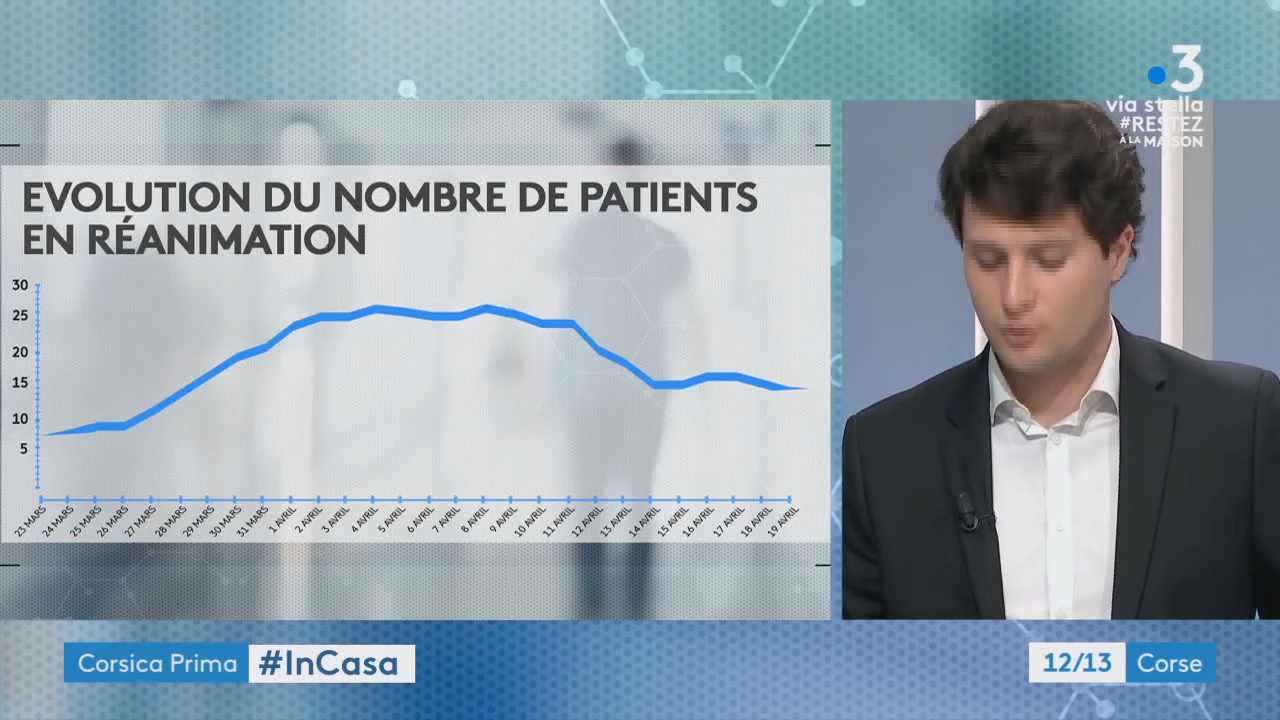 3
via stella
#RESTEZ
À LA MAISON
EVOLUTION DU NOMBRE DE PATIENTS
EN RÉANIMATION
30
25
20
15
10
5
23 MARS
24 MARS
25 MARS
26 MARS
27 MARS
28 MARS
29 MARS
30 MARS
31 MARS
1 AVRIL
2 AVRIL
3 AVRIL
4 AVRIL
5 AVRIL
6 AVRIL
7 AVRIL
8 AVRIL
9 AVRIL
10 AVRIL
11 AVRIL
12 AVRIL
13 AVRIL
14 AVRIL
15 AVRIL
16 AVRIL
17 AVRIL
18 AVRIL
19 AVRIL
Corsica Prima #InCasa
12/13 Corse